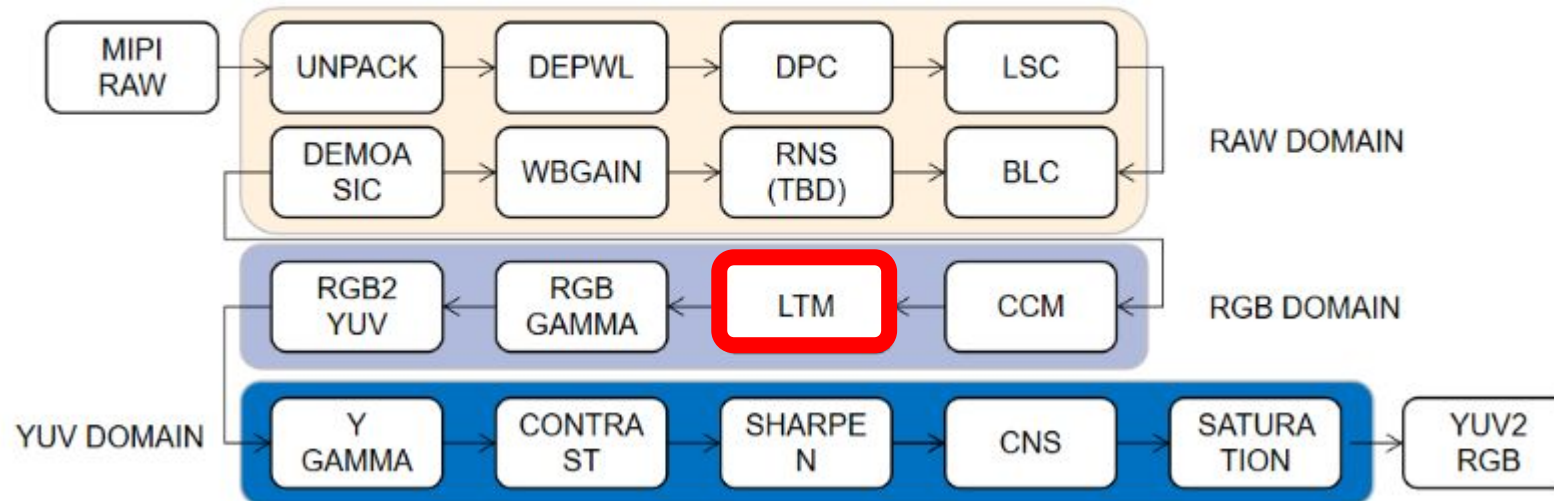 MIPI
RAW
UNPACK
DEPWL
DPC
LSC
RAW DOMAIN
DEMOA
SIC
WBGAIN
RNS
(TBD)
BLC
RGB2
YUV
RGB
GAMMA
LTM
CCM
RGB DOMAIN
YUV DOMAIN
Y
GAMMA
CONTRA
ST
SHARPE
N
CNS
SATURA
TION
YUV2
RGB